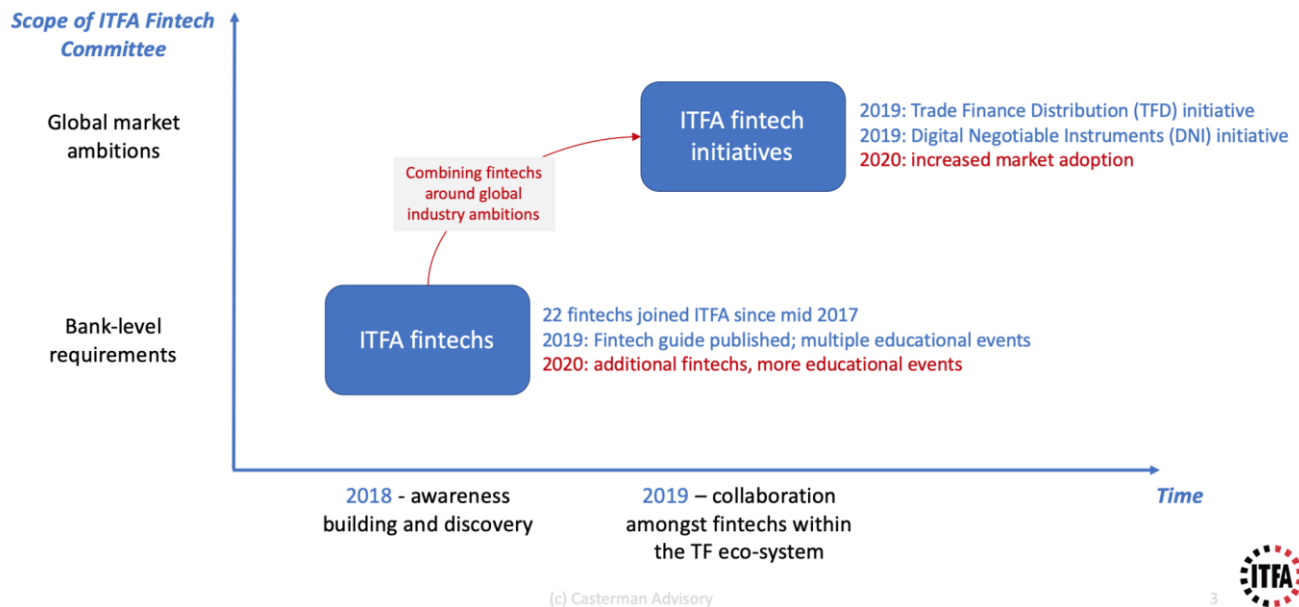 Scope of ITFA Fintech
Committee
Global market
ambitions
ITFA fintech
initiatives
2019: Trade Finance Distribution (TFD) initiative
2019: Digital Negotiable Instruments (DNI) initiative
2020: increased market adoption
Combining fintechs
around global
industry ambitions
Bank-level
requirements
ITFA fintechs
22 fintechs joined ITFA since mid 2017
2019: Fintech guide published; multiple educational events
2020: additional fintechs, more educational events
2018 - awareness
building and discovery
2019 – collaboration
amongst fintechs within
the TF eco-system
Time
(c) Casterman Advisory
3
ITFA